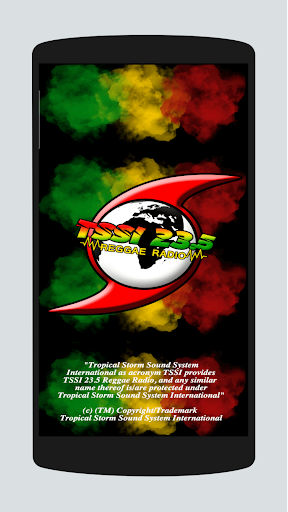 TSSI 23.5
REGGAE RADIO
"Tropical Storm Sound System
International as acronym TSSI provides
TSSI 23.5 Reggae Radio, and any similar
name thereof is/are protected under
Tropical Storm Sound System International"
(c) (TM) Copyright/Trademark
Tropical Storm Sound System International